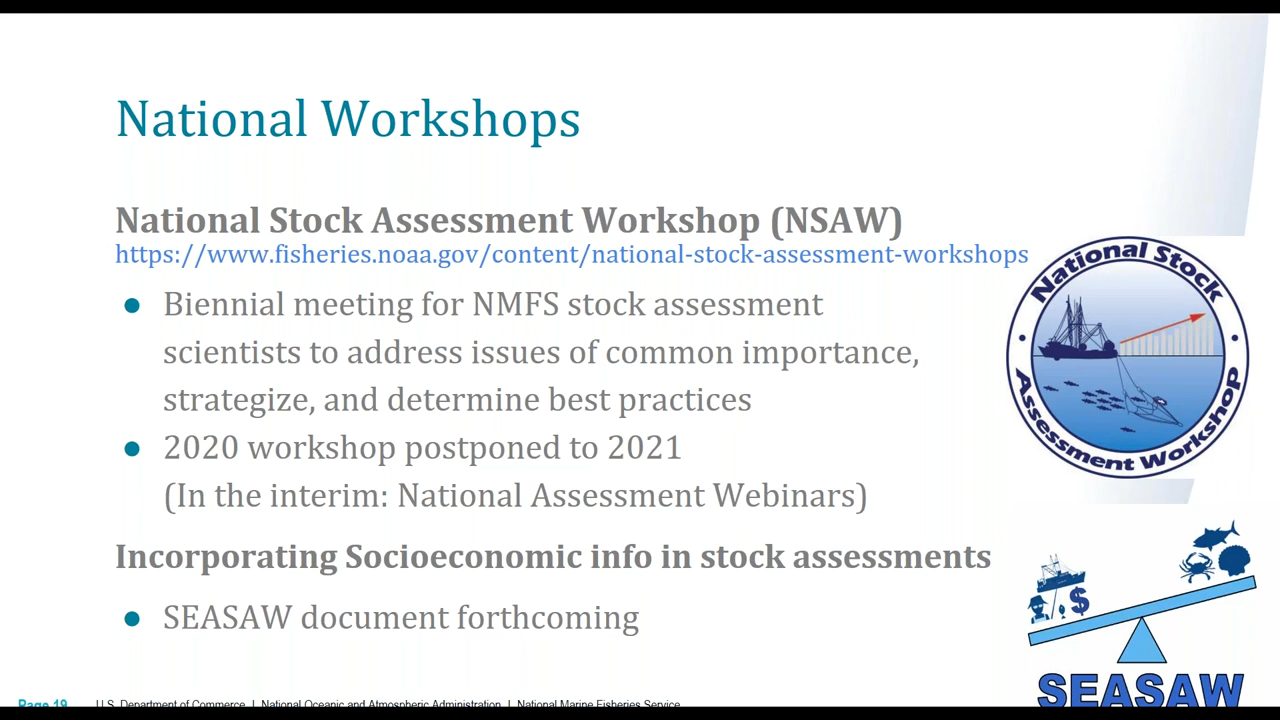 National Workshops
National Stock Assessment Workshop (NSAW)
https://www.fisheries.noaa.gov/content/national-stock-assessment-workshops
● Biennial meeting for NMFS stock assessment
scientists to address issues of common importance,
strategize, and determine best practices
● 2020 workshop postponed to 2021
(In the interim: National Assessment Webinars)
Incorporating Socioeconomic info in stock assessments
● SEASAW document forthcoming
National Stock
Assessment Workshop
$
SEASAW
Page 19
U.S. Department of Commerce | National Oceanic and Atmospheric Administration | National Marine Fisheries Service